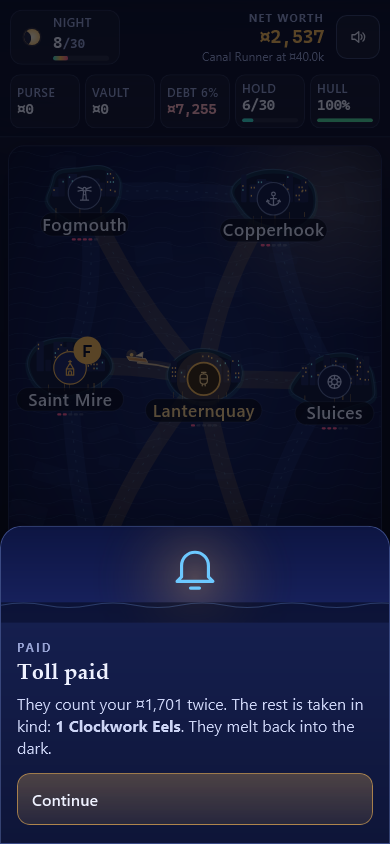 NIGHT
8/30
NET WORTH
¤2,537
Canal Runner at ¤40.0k
PURSE
¤0
VAULT
¤0
DEBT 6%
¤7,255
HOLD
6/30
HULL
100%
Fogmouth
Copperhook
F
Saint Mire
Lanternquay
Sluices
PAID
Toll paid
They count your ¤1,701 twice. The rest is taken in
kind: 1 Clockwork Eels. They melt back into the
dark.
Continue